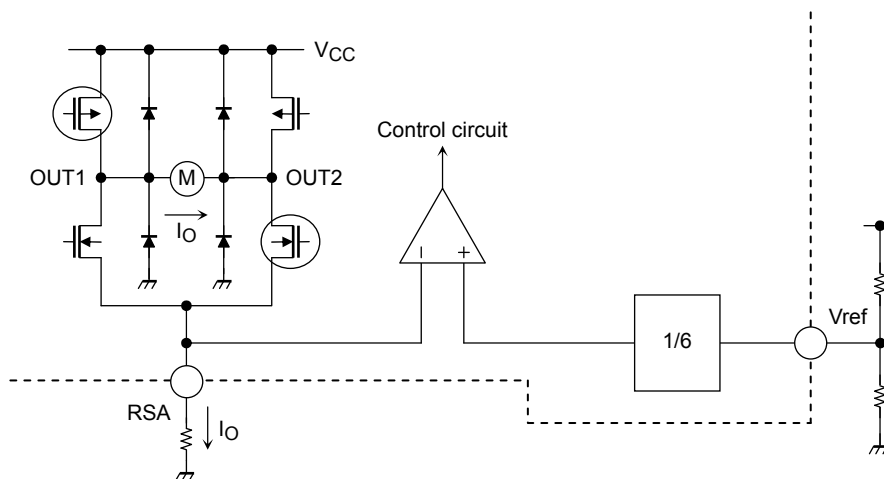 VCC
Control circuit
OUT1
M
OUT2
IO
− +
1/6
Vref
RSA
IO